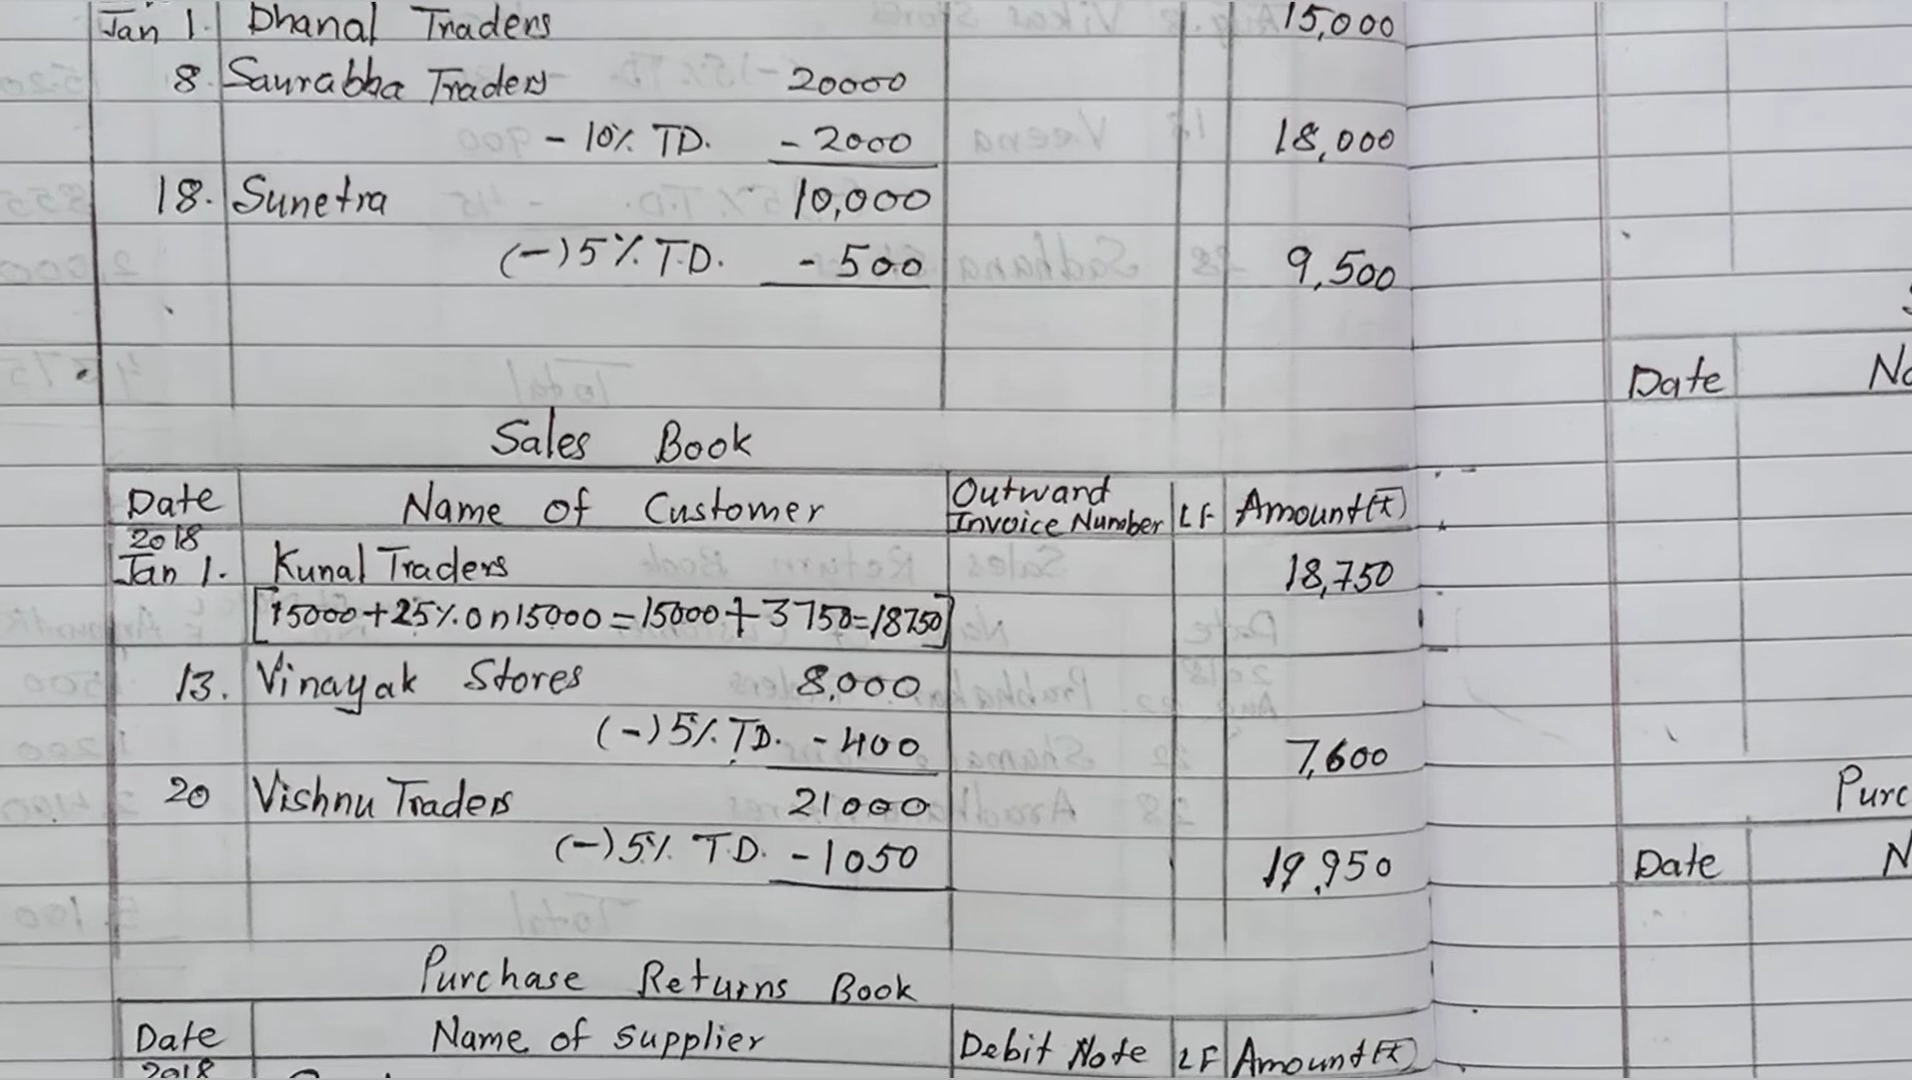 Jan 1. Dhanal Traders 15,000
8. Saurabha Traders 20000
- 10% TD. - 2000 18,000
18. Sunetra 10,000
(-) 5% T.D. - 500 9,500
Sales Book
Date Name of Customer Outward Invoice Number LF Amount(₹)
2018
Jan 1. Kunal Traders 18,750
[15000+25% on 15000=15000+3750=18750]
13. Vinayak Stores 8,000
(-) 5% TD. - 400 7,600
20 Vishnu Traders 21000
(-) 5% T.D. - 1050 19,950
Purchase Returns Book
Date Name of supplier Debit Note LF Amount(₹)
2018
Date
Purc
Date N